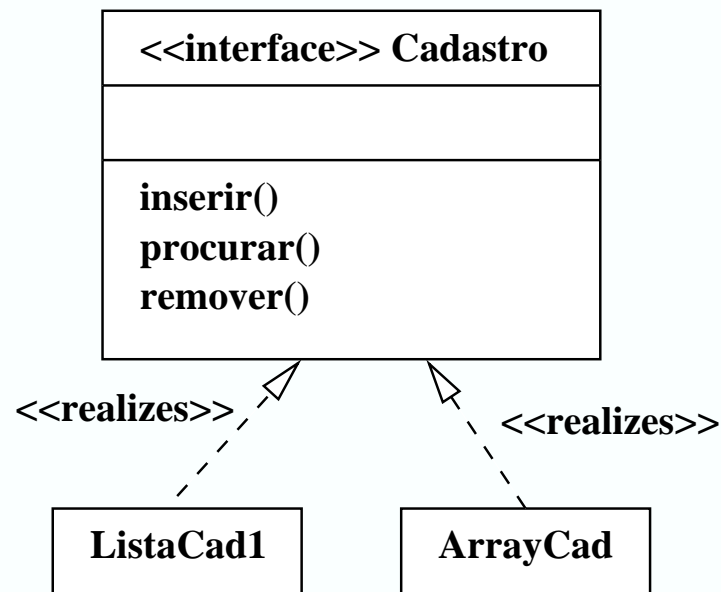 <<interface>> Cadastro
inserir()
procurar()
remover()
<<realizes>>
<<realizes>>
ListaCad1
ArrayCad